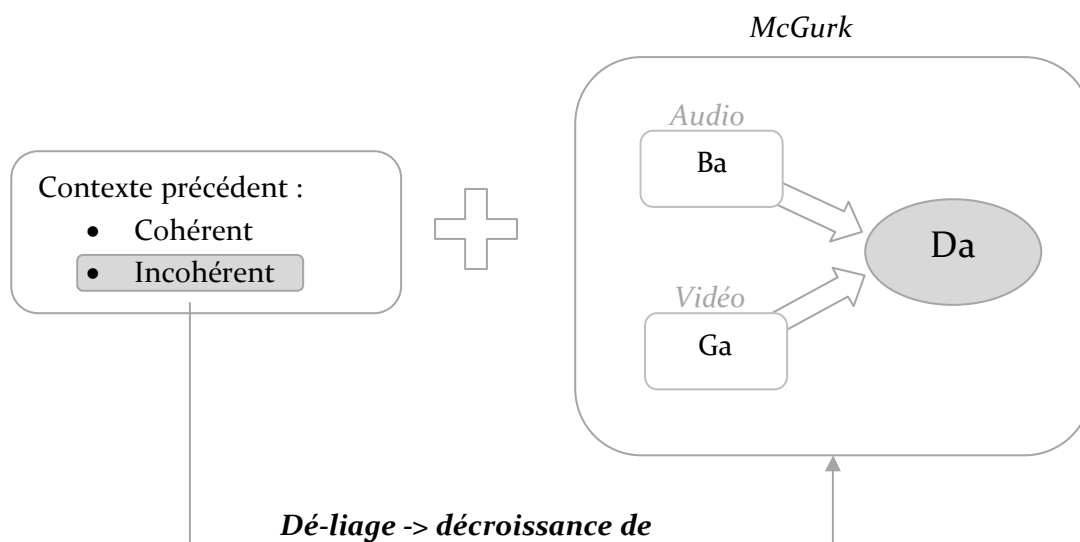 McGurk
Audio
Ba
Contexte précédent :
• Cohérent
• Incohérent
Da
Vidéo
Ga
Dé-liage -> décroissance de